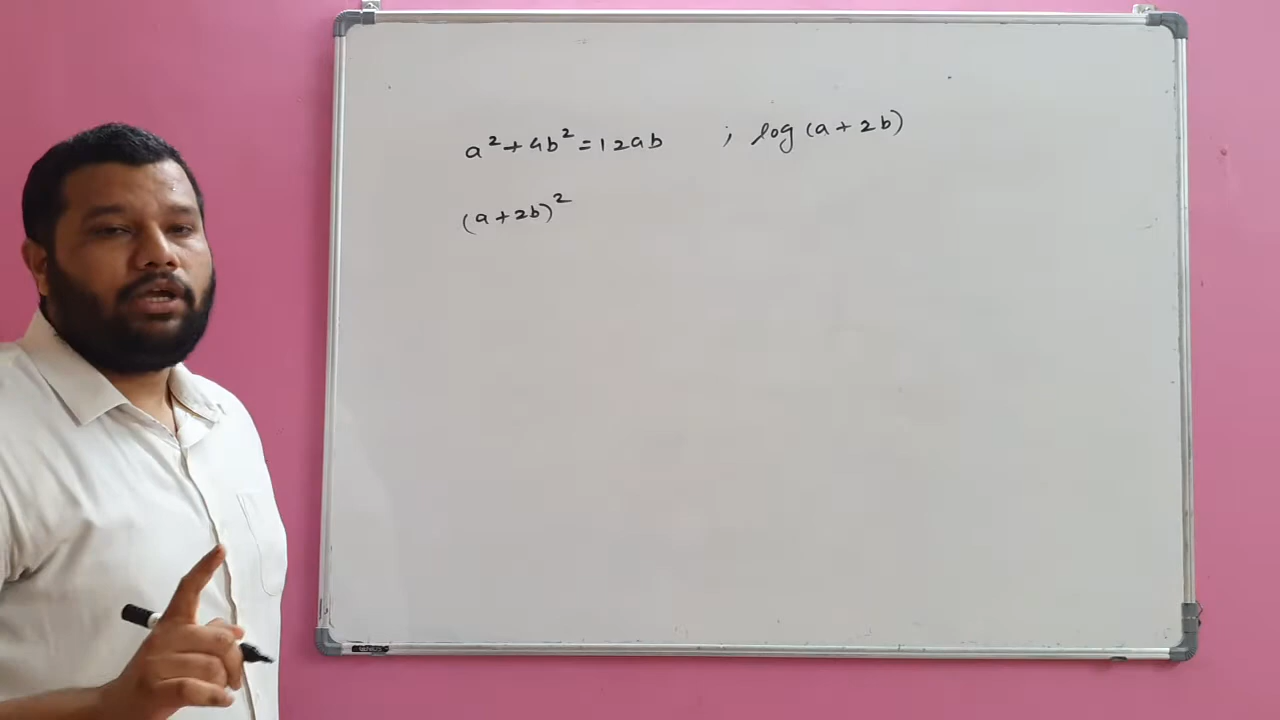 a² + 4b² = 12ab ; log (a + 2b)
(a + 2b)²